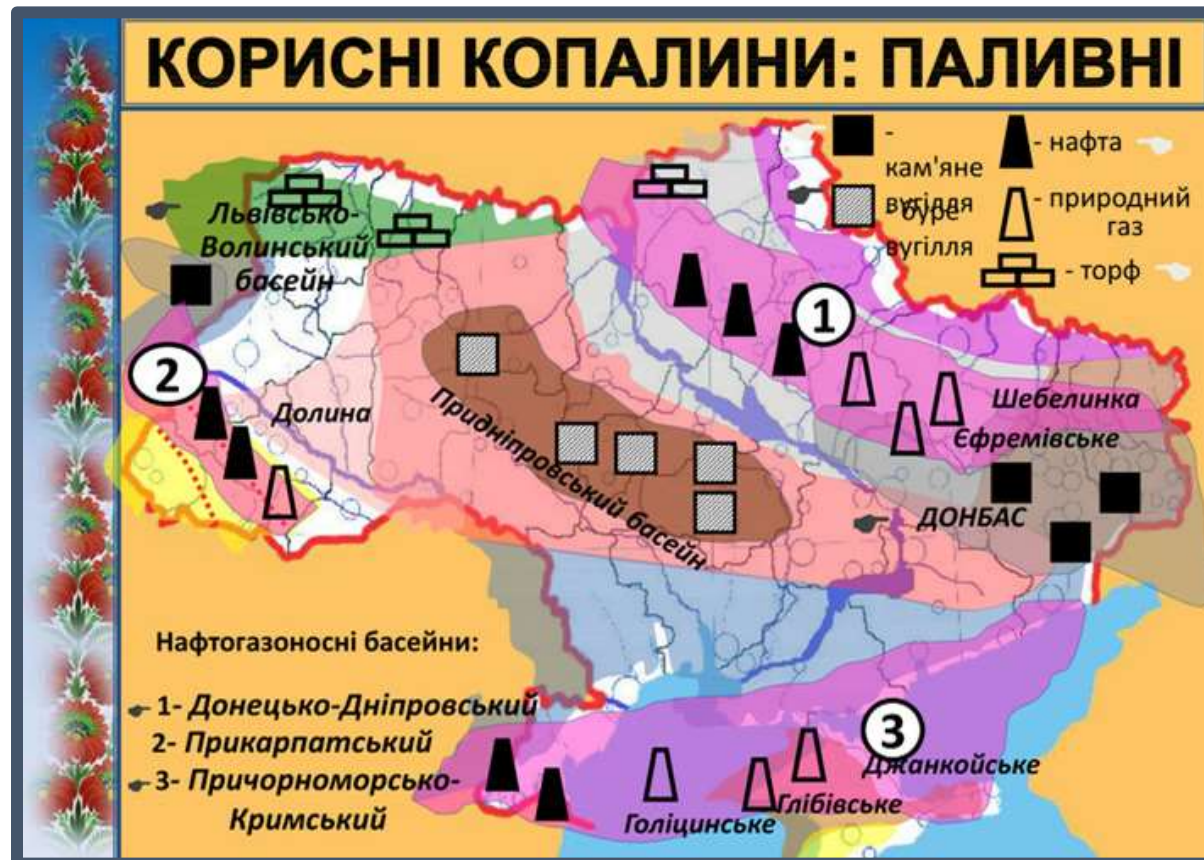 КОРИСНІ КОПАЛИНИ: ПАЛИВНІ
-
кам'яне
вугілля
- буре
вугілля
- нафта
- природний
газ
- торф
Львівсько-
Волинський
басейн
1
2
Долина
Придніпровський басейн
Шебелинка
Єфремівське
ДОНБАС
Нафтогазоносні басейни:
1- Донецько-Дніпровський
2- Прикарпатський
3- Причорноморсько-
Кримський
3
Джанкойське
Глібівське
Голіцинське